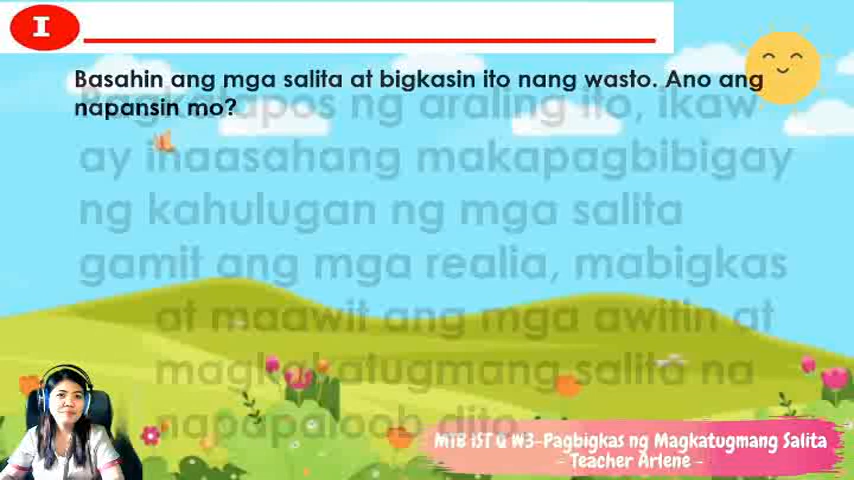 I
Basahin ang mga salita at bigkasin ito nang wasto. Ano ang
napansin mo?
Pagkatapos ng araling ito, ikaw
ay inaasahang makapagbibigay
ng kahulugan ng mga salita
gamit ang mga realia, mabigkas
at maawit ang mga awitin at
magkakatugmang salita na
napapaloob dito.
MTB 1ST Q W3-Pagbigkas ng Magkatugmang Salita
- Teacher Arlene -